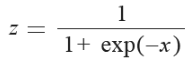 z = 1 / (1 + exp(−x))